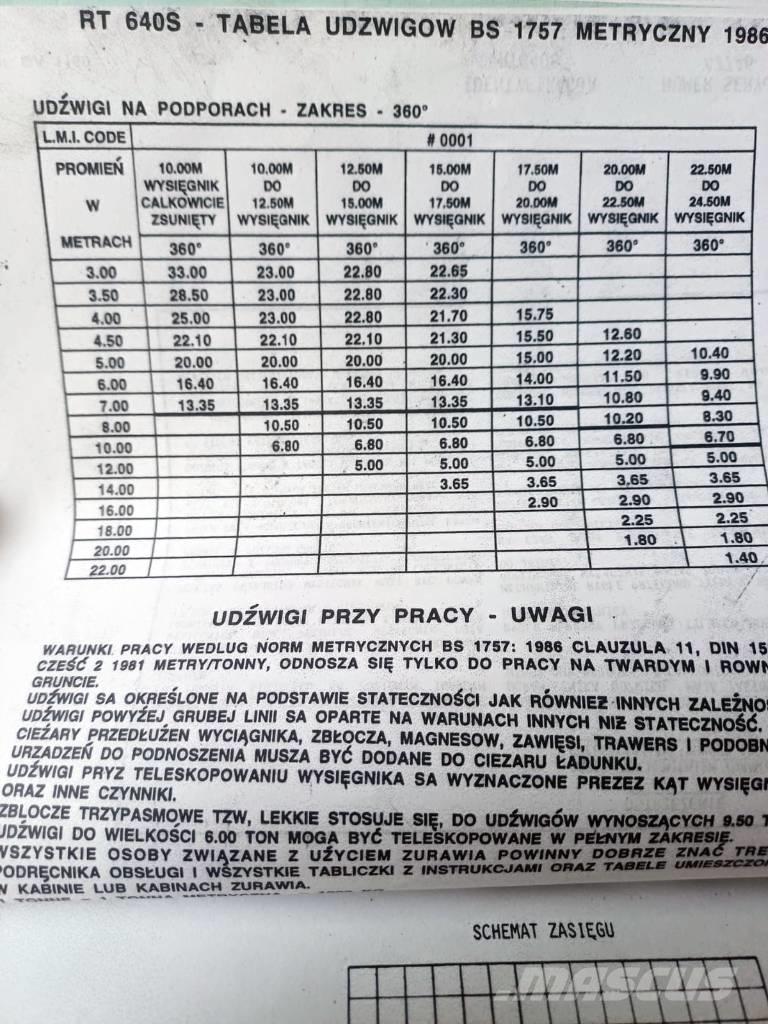 RT 640S - TABELA UDZWIGOW BS 1757 METRYCZNY 1986
UDŹWIGI NA PODPORACH - ZAKRES - 360°
L.M.I. CODE # 0001
PROMIEŃ W METRACH 10.00M WYSIĘGNIK CALKOWICIE ZSUNIĘTY 10.00M DO 12.50M WYSIĘGNIK 12.50M DO 15.00M WYSIĘGNIK 15.00M DO 17.50M WYSIĘGNIK 17.50M DO 20.00M WYSIĘGNIK 20.00M DO 22.50M WYSIĘGNIK 22.50M DO 24.50M WYSIĘGNIK
360° 360° 360° 360° 360° 360° 360°
3.00 33.00 23.00 22.80 22.65
3.50 28.50 23.00 22.80 22.30
4.00 25.00 23.00 22.80 21.70 15.75
4.50 22.10 22.10 22.10 21.30 15.50 12.60
5.00 20.00 20.00 20.00 20.00 15.00 12.20 10.40
6.00 16.40 16.40 16.40 16.40 14.00 11.50 9.90
7.00 13.35 13.35 13.35 13.35 13.10 10.80 9.40
8.00 10.50 10.50 10.50 10.50 10.20 8.30
10.00 6.80 6.80 6.80 6.80 6.80 6.70
12.00 5.00 5.00 5.00 5.00 5.00
14.00 3.65 3.65 3,65 3.65
16.00 2.90 2.90 2.90
18.00 2.25 2.25
20.00 1.80 1.80
22.00 1.40
UDŹWIGI PRZY PRACY - UWAGI
WARUNKI PRACY WEDLUG NORM METRYCZNYCH BS 1757: 1986 CLAUZULA 11, DIN 15
CZEŚĆ 2 1981 METRY/TONNY, ODNOSZA SIĘ TYLKO DO PRACY NA TWARDYM I ROWN
GRUNCIE.
UDŹWIGI SA OKREŚLONE NA PODSTAWIE STATECZNOŚCI JAK RÓWNIEŻ INNYCH ZALEŻNO
UDŹWIGI POWYŻEJ GRUBEJ LINII SA OPARTE NA WARUNACH INNYCH NIŻ STATECZNOŚĆ.
CIEŻARY PRZEDŁUŻEN WYCIĄGNIKA, ZBŁOCZA, MAGNESOW, ZAWIĘSI, TRAWERS I PODOBN
URZADZEŃ DO PODNOSZENIA MUSZA BYĆ DODANE DO CIEZARU ŁADUNKU.
UDŹWIGI PRYZ TELESKOPOWANIU WYSIĘGNIKA SA WYZNACZONE PREZEZ KĄT WYSIĘG
ORAZ INNE CZYNNIKI.
ZBLOCZE TRZYPASMOWE TZW, LEKKIE STOSUJE SIĘ, DO UDŹWIGÓW WYNOSZĄCYCH 9.50 T
UDŹWIGI DO WIELKOŚCI 6.00 TON MOGA BYĆ TELESKOPOWANE W PEŁNYM ZAKRESIĘ.
WSZYSTKIE OSOBY ZWIĄZANE Z UŻYCIEM ZURAWIA POWINNY DOBRZE ZNAĆ TRE
PODRĘCNIKA OBSŁUGI I WSZYSTKIE TABLICZKI Z INSTRUKCJAMI ORAZ TABELE UMIESZCZO
W KABINIE LUB KABINACH ZURAWIA.
SCHEMAT ZASIĘGU
MASCUS